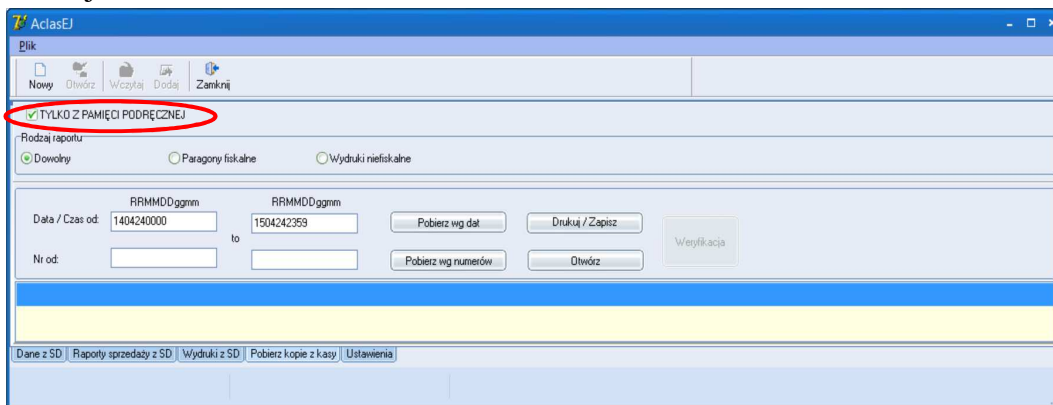 AclasEJ
Plik
Nowy Otwórz Wczytaj Dodaj Zamknij
TYLKO Z PAMIĘCI PODRĘCZNEJ
Rodzaj raportu
Dowolny Paragony fiskalne Wydruki niefiskalne
RRMMDDggmm RRMMDDggmm
Data / Czas od: 1404240000 to 1504242359 Pobierz wg dat Drukuj / Zapisz Weryfikacja
Nr od: Pobierz wg numerów Otwórz
Dane z SD Raporty sprzedaży z SD Wydruki z SD Pobierz kopie z kasy Ustawienia